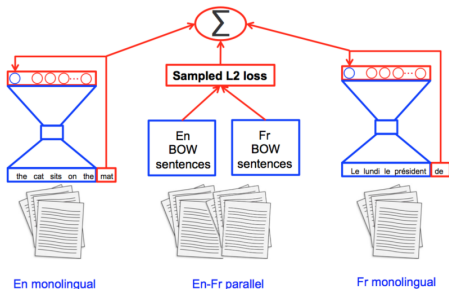 Σ
Sampled L2 loss
En
BOW
sentences
Fr
BOW
sentences
the cat sits on the mat
Le lundi le président de
En monolingual
En-Fr parallel
Fr monolingual